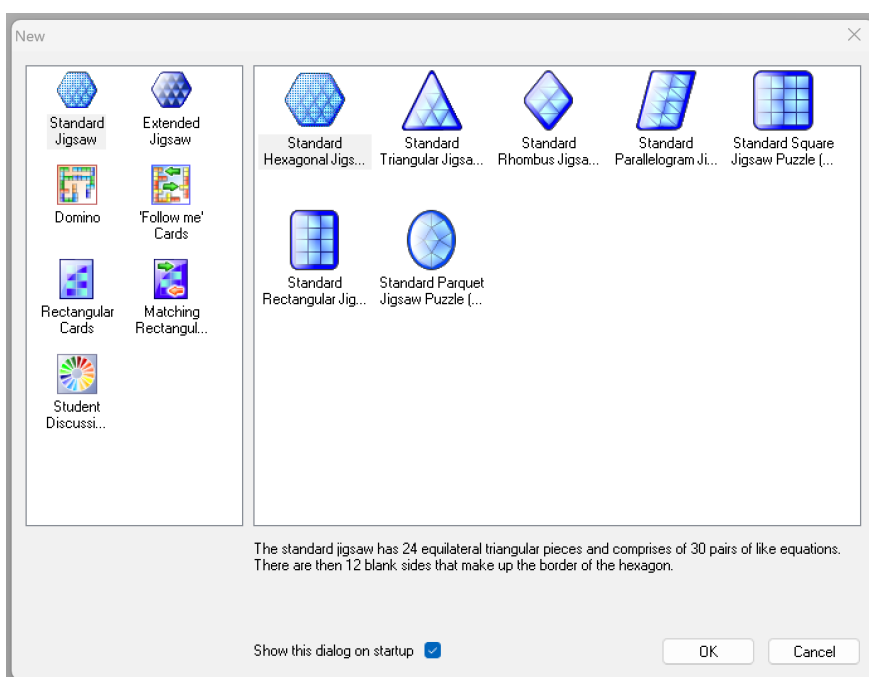 New
Standard
Jigsaw
Extended
Jigsaw
Domino
'Follow me'
Cards
Rectangular
Cards
Matching
Rectangul...
Student
Discussi...
Standard
Hexagonal Jigs...
Standard
Triangular Jigsa...
Standard
Rhombus Jigsa...
Standard
Parallelogram Ji...
Standard Square
Jigsaw Puzzle (...
Standard
Rectangular Jig...
Standard Parquet
Jigsaw Puzzle (...
The standard jigsaw has 24 equilateral triangular pieces and comprises of 30 pairs of like equations.
There are then 12 blank sides that make up the border of the hexagon.
Show this dialog on startup
OK
Cancel